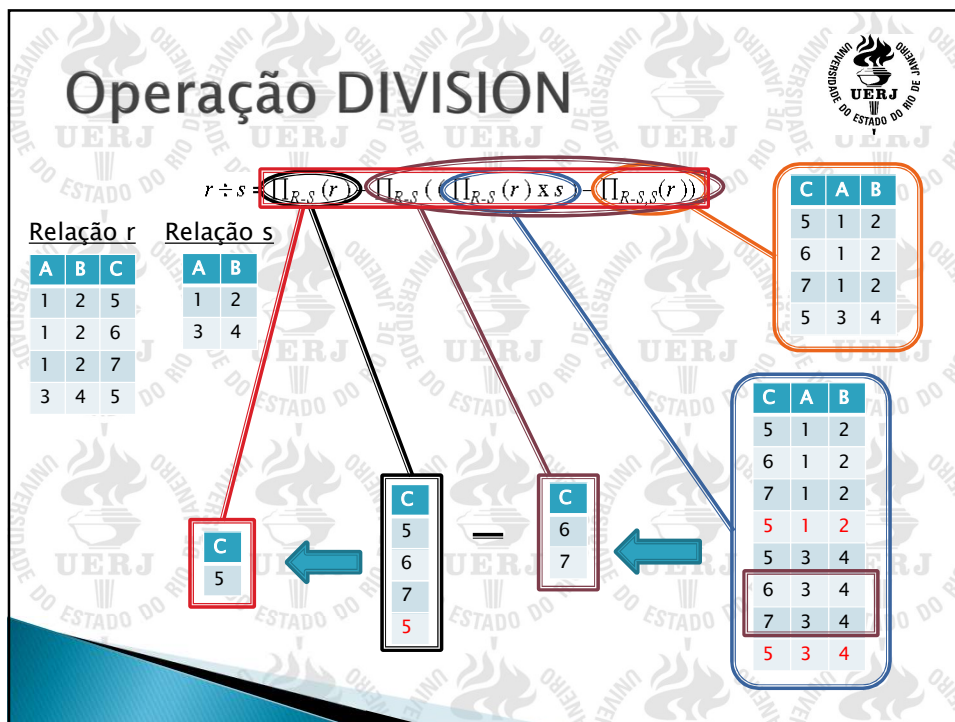 Operação DIVISION
UNIVERSIDADE DO ESTADO DO RIO DE JANEIRO
UERJ
r ÷ s = ∏R-S (r) - ∏R-S ( (∏R-S (r) x s) - ∏R-S,S(r))
Relação r
A B C
1 2 5
1 2 6
1 2 7
3 4 5
Relação s
A B
1 2
3 4
C A B
5 1 2
6 1 2
7 1 2
5 3 4
C A B
5 1 2
6 1 2
7 1 2
5 1 2
5 3 4
6 3 4
7 3 4
5 3 4
C
5
C
5
6
7
5
—
C
6
7